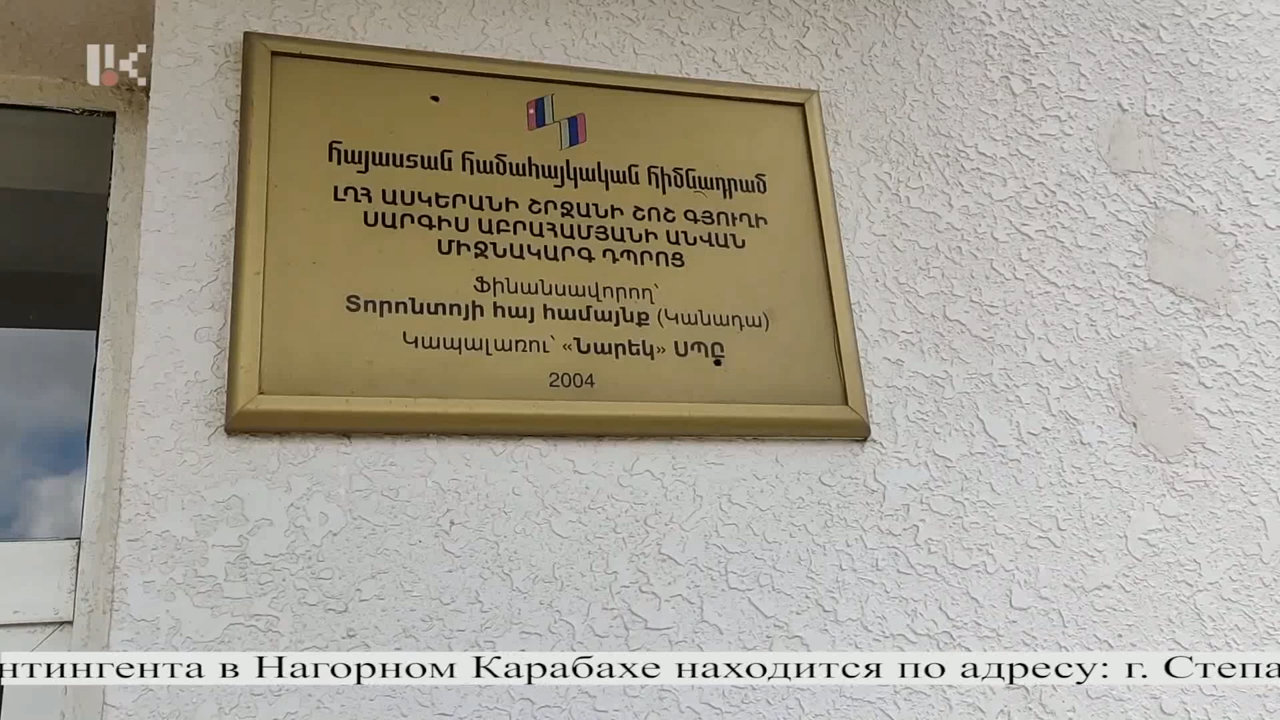 հայաստան համահայկական հիմնադրամ
ԼՂՀ ԱՍԿԵՐԱՆԻ ՇՐՋԱՆԻ ՇՈՇ ԳՅՈՒՂԻ
ՍԱՐԳԻՍ ԱԲՐԱՀԱՄՅԱՆԻ ԱՆՎԱՆ
ՄԻՋՆԱԿԱՐԳ ԴՊՐՈՑ
Ֆինանսավորող՝
Տորոնտոյի հայ համայնք (Կանադա)
Կապալառու՝ «Նարեկ» ՍՊԸ
2004
нтингента в Нагорном Карабахе находится по адресу: г. Степа